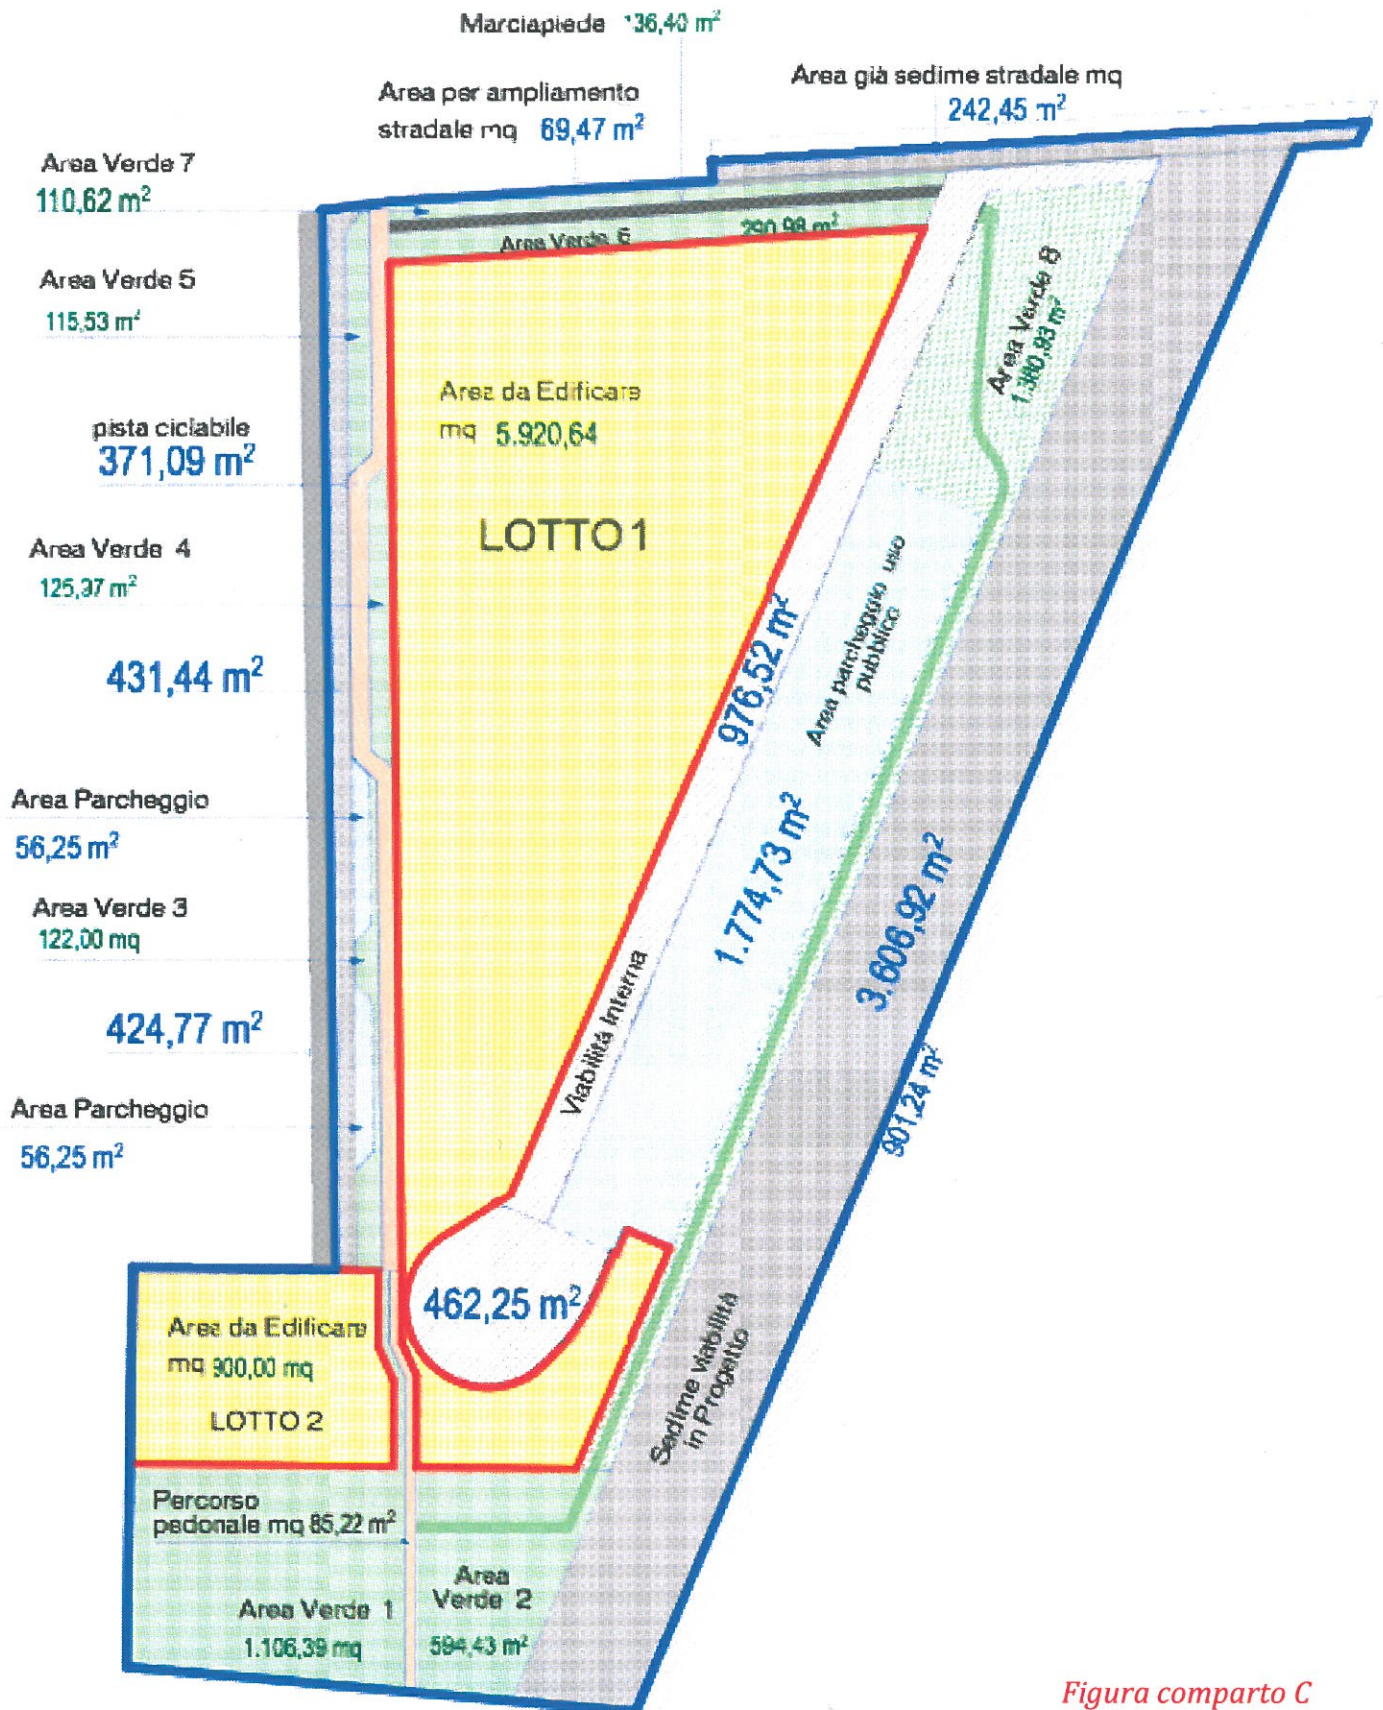 Marciapiede 136,40 m²
Area per ampliamento
stradale mq 69,47 m²
Area già sedime stradale mq
242,45 m²
Area Verde 7
110,62 m²
Area Verde 6 290,98 m²
Area Verde 5
115,53 m²
Area Verde 8
1.380,93 m²
Area da Edificare
mq 5.920,64
LOTTO 1
pista ciclabile
371,09 m²
Area Verde 4
125,97 m²
431,44 m²
976,52 m²
Area parcheggio uso
pubblico
1.774,73 m²
Area Parcheggio
56,25 m²
Area Verde 3
122,00 mq
424,77 m²
Viabilità Interna
3.606,92 m²
901,24 m²
Area Parcheggio
56,25 m²
462,25 m²
Area da Edificare
mq 900,00 mq
LOTTO 2
Sedime viabilità
in Progetto
Percorso
pedonale mq 85,22 m²
Area Verde 1
1.106,39 mq
Area
Verde 2
594,43 m²
Figura comparto C